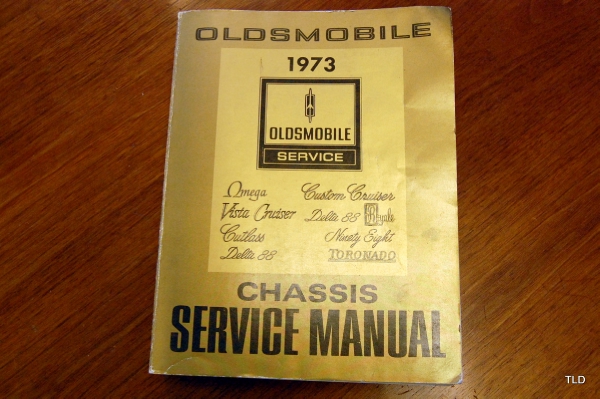 OLDSMOBILE
1973
OLDSMOBILE
SERVICE
Omega
Custom Cruiser
Vista Cruiser
Delta 88 Royale
Cutlass
Ninety Eight
Delta 88
TORONADO
CHASSIS
SERVICE MANUAL
TLD